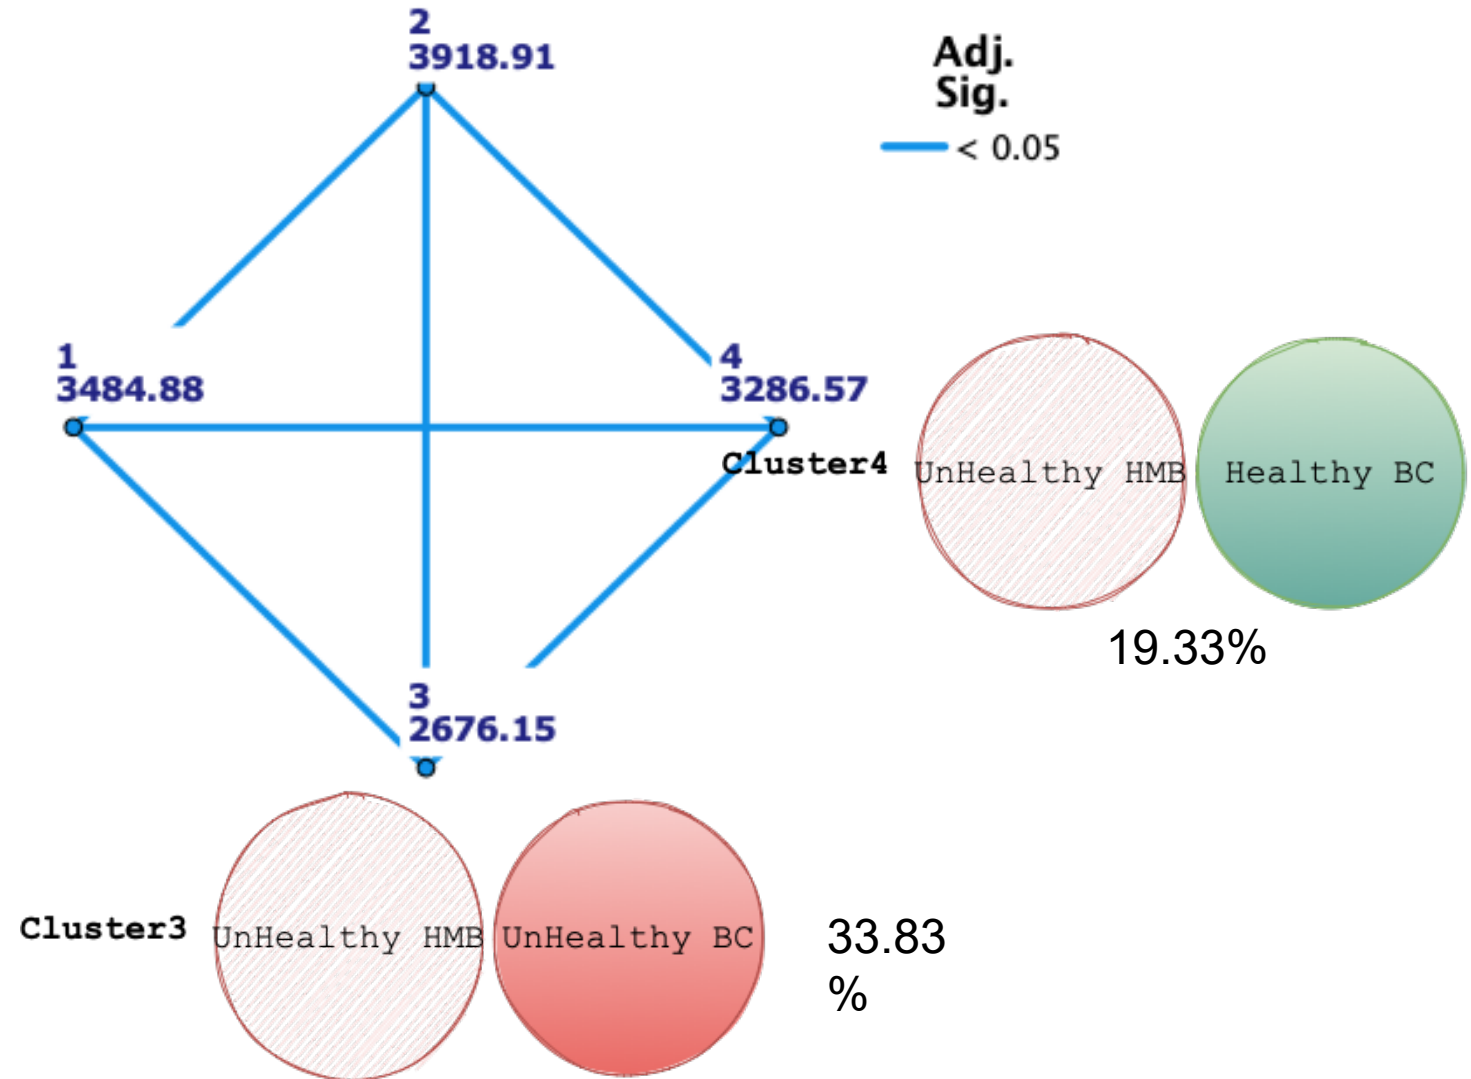 2
3918.91
Adj.
Sig.
< 0.05
1
3484.88
4
3286.57
Cluster4
UnHealthy HMB
Healthy BC
19.33%
3
2676.15
Cluster3
UnHealthy HMB
UnHealthy BC
33.83
%